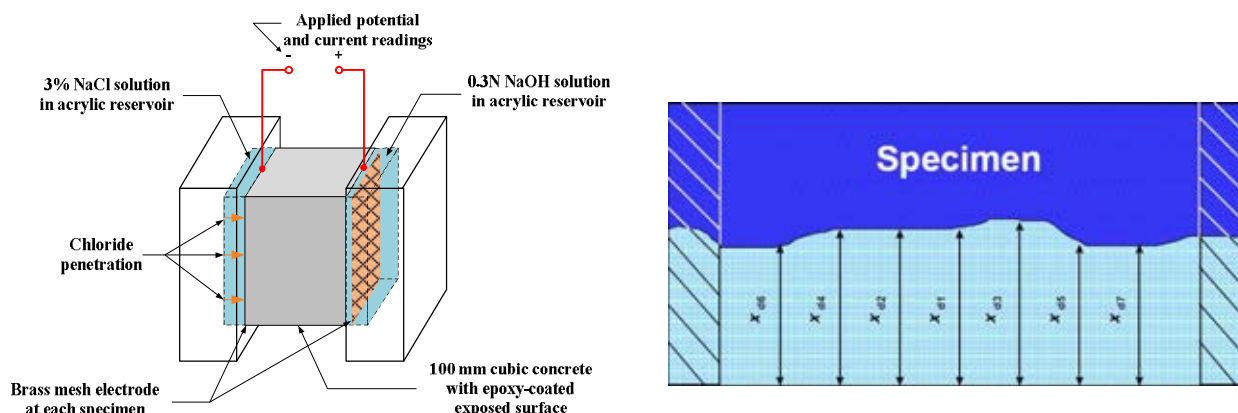 Applied potential
and current readings
-
+
3% NaCl solution
in acrylic reservoir
0.3N NaOH solution
in acrylic reservoir
Chloride
penetration
Brass mesh electrode
at each specimen
100 mm cubic concrete
with epoxy-coated
exposed surface
Specimen
x d6
x d4
x d2
x d1
x d3
x d5
x d7